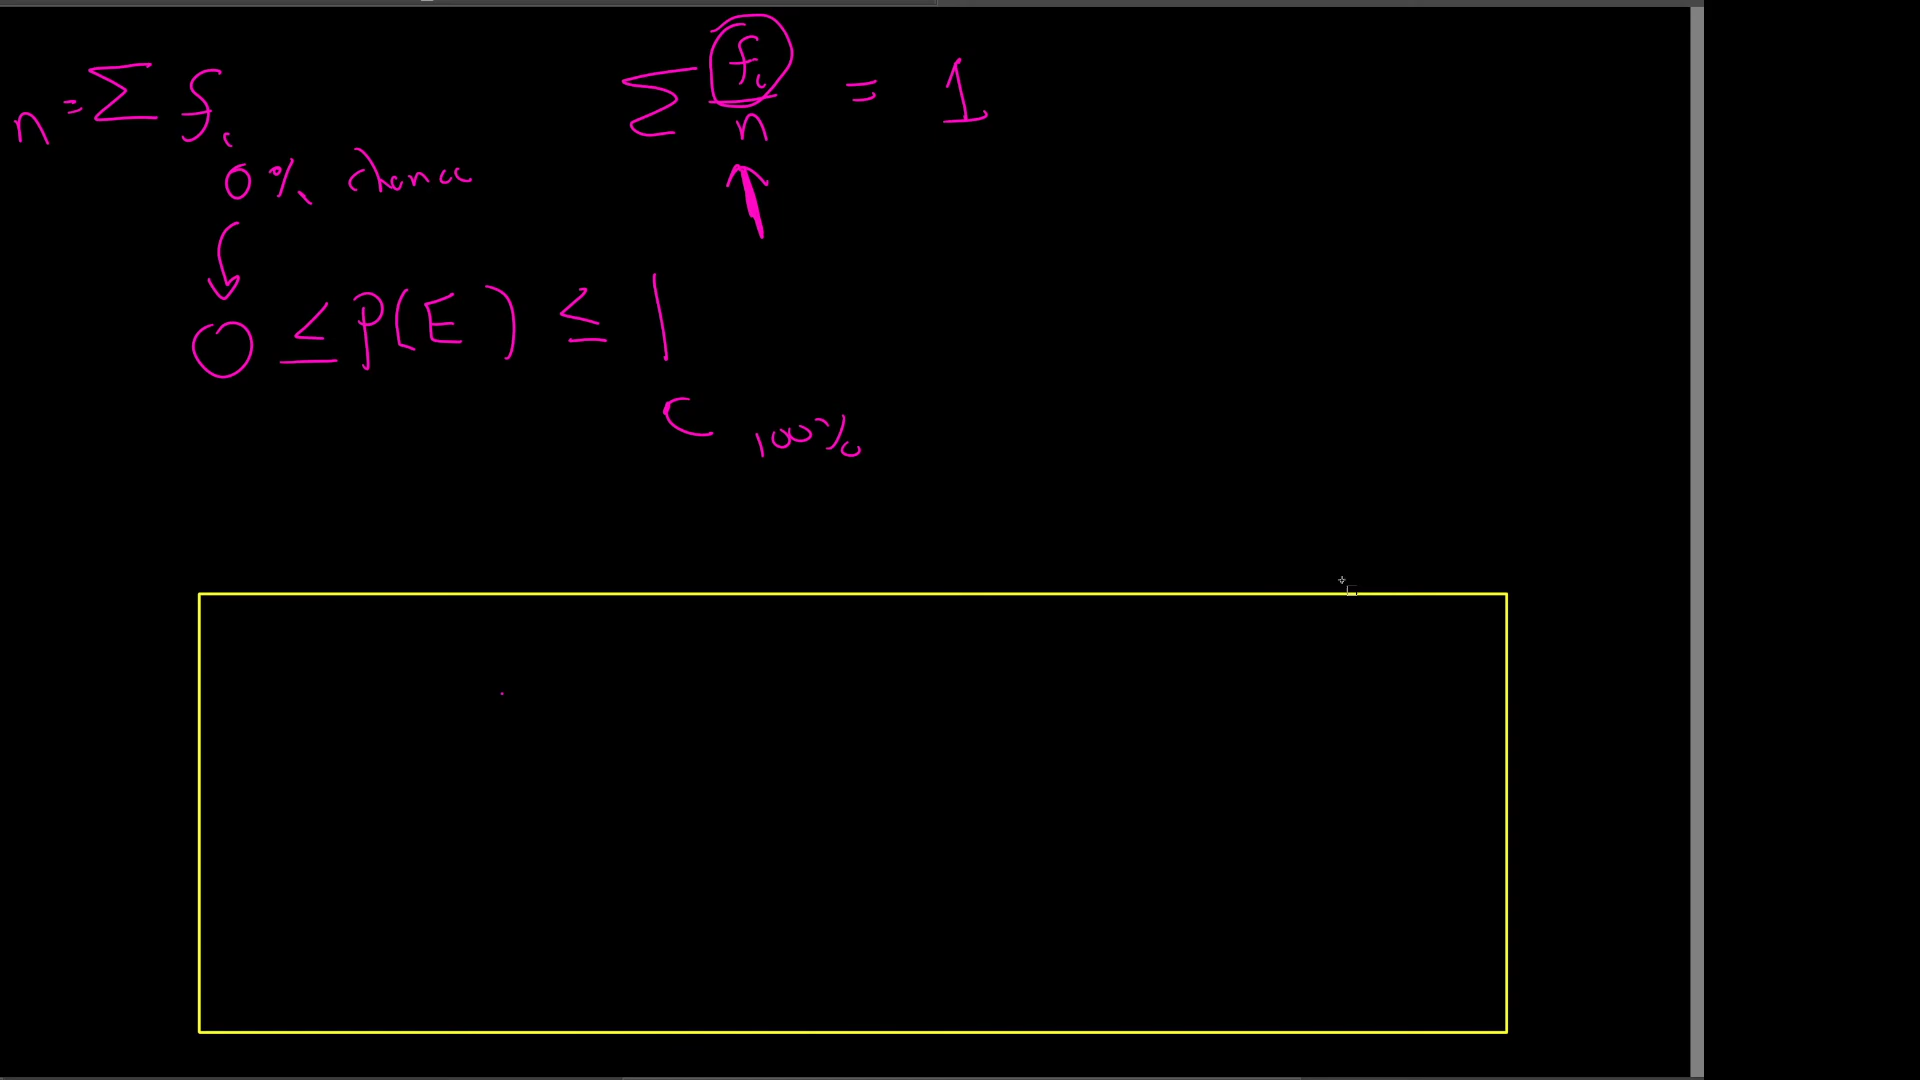 n = Σ fᵢ
Σ fᵢ/n = 1
0% chance
0 ≤ P(E) ≤ 1
100%